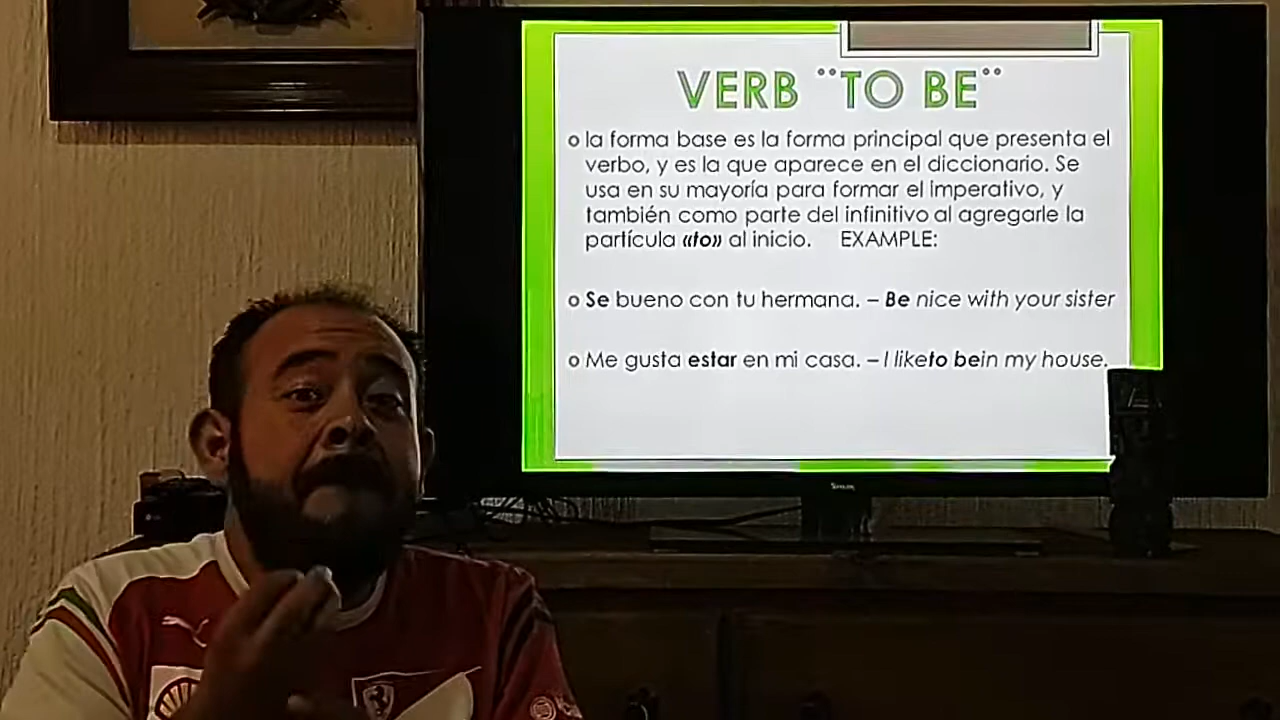 VERB ¨TO BE¨
o la forma base es la forma principal que presenta el
verbo, y es la que aparece en el diccionario. Se
usa en su mayoría para formar el imperativo, y
también como parte del infinitivo al agregarle la
partícula «to» al inicio. EXAMPLE:
o Se bueno con tu hermana. – Be nice with your sister
o Me gusta estar en mi casa. – I liketo bein my house.